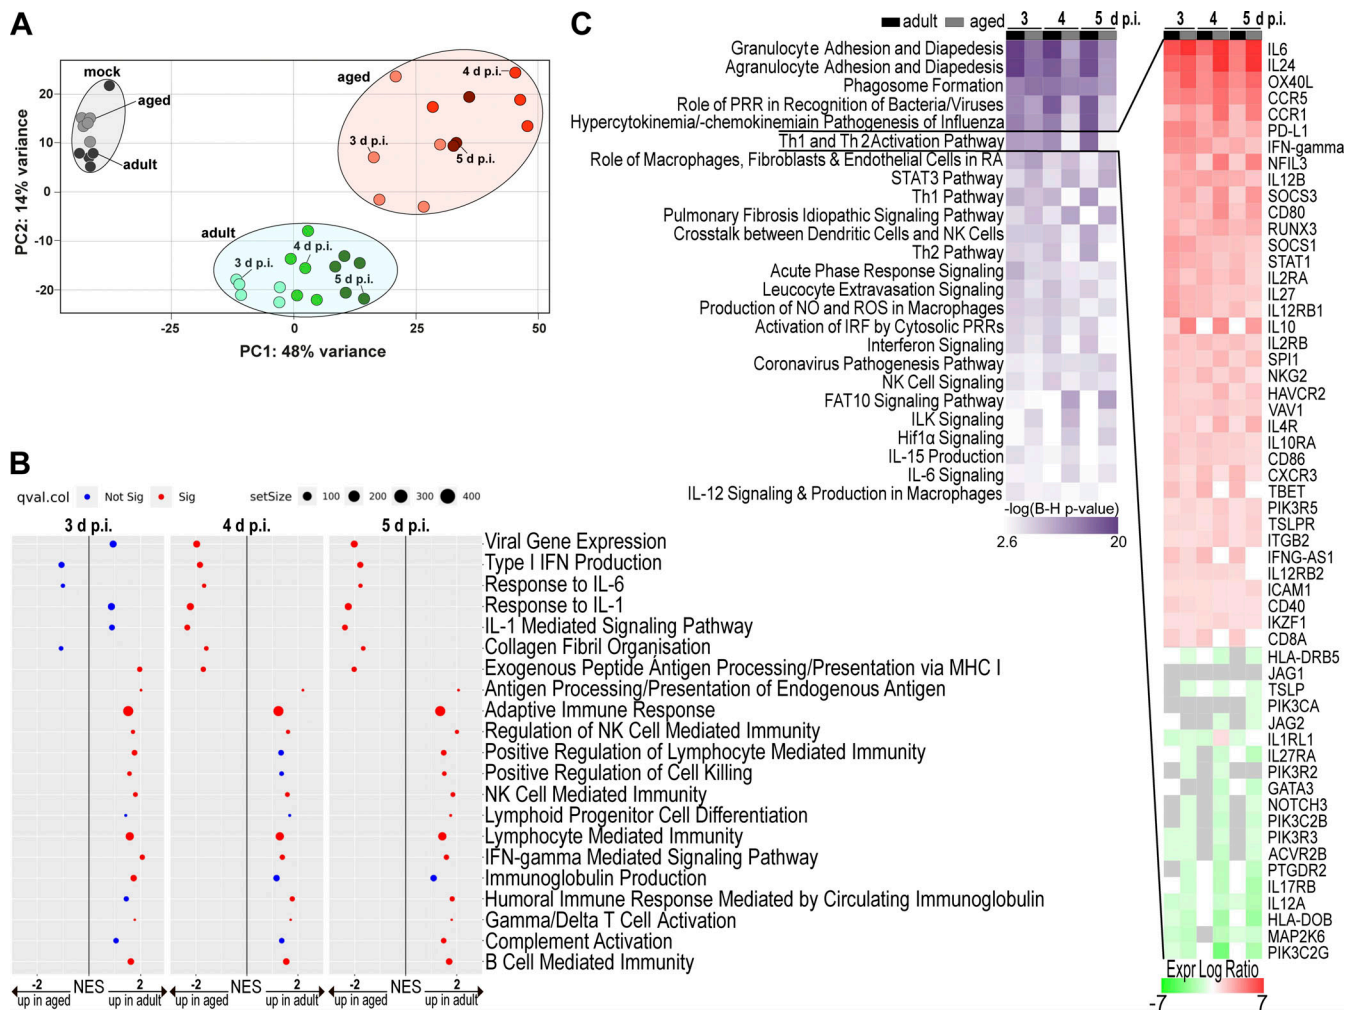 A
mock
aged
adult
aged
4 d p.i.
3 d p.i.
5 d p.i.
adult
4 d p.i.
3 d p.i.
5 d p.i.
20
10
0
-10
-20
PC2: 14% variance
-25
0
25
50
PC1: 48% variance
B
qval.col Not Sig Sig setSize 100 200 300 400
3 d p.i. 4 d p.i. 5 d p.i.
Viral Gene Expression
Type I IFN Production
Response to IL-6
Response to IL-1
IL-1 Mediated Signaling Pathway
Collagen Fibril Organisation
Exogenous Peptide Antigen Processing/Presentation via MHC I
Antigen Processing/Presentation of Endogenous Antigen
Adaptive Immune Response
Regulation of NK Cell Mediated Immunity
Positive Regulation of Lymphocyte Mediated Immunity
Positive Regulation of Cell Killing
NK Cell Mediated Immunity
Lymphoid Progenitor Cell Differentiation
Lymphocyte Mediated Immunity
IFN-gamma Mediated Signaling Pathway
Immunoglobulin Production
Humoral Immune Response Mediated by Circulating Immunoglobulin
Gamma/Delta T Cell Activation
Complement Activation
B Cell Mediated Immunity
-2 NES 2 -2 NES 2 -2 NES 2
up in aged up in adult up in aged up in adult up in aged up in adult
C
adult aged
3 4 5 d p.i.
Granulocyte Adhesion and Diapedesis
Agranulocyte Adhesion and Diapedesis
Phagosome Formation
Role of PRR in Recognition of Bacteria/Viruses
Hypercytokinemia/-chemokinemiain Pathogenesis of Influenza
Th1 and Th2Activation Pathway
Role of Macrophages, Fibroblasts & Endothelial Cells in RA
STAT3 Pathway
Th1 Pathway
Pulmonary Fibrosis Idiopathic Signaling Pathway
Crosstalk between Dendritic Cells and NK Cells
Th2 Pathway
Acute Phase Response Signaling
Leucocyte Extravasation Signaling
Production of NO and ROS in Macrophages
Activation of IRF by Cytosolic PRRs
Interferon Signaling
Coronavirus Pathogenesis Pathway
NK Cell Signaling
FAT10 Signaling Pathway
ILK Signaling
Hif1α Signaling
IL-15 Production
IL-6 Signaling
IL-12 Signaling & Production in Macrophages
-log(B-H p-value)
2.6 20
3 4 5 d p.i.
IL6
IL24
OX40L
CCR5
CCR1
PD-L1
IFN-gamma
NFIL3
IL12B
SOCS3
CD80
RUNX3
SOCS1
STAT1
IL2RA
IL27
IL12RB1
IL10
IL2RB
SPI1
NKG2
HAVCR2
VAV1
IL4R
IL10RA
CD86
CXCR3
TBET
PIK3R5
TSLPR
ITGB2
IFNG-AS1
IL12RB2
ICAM1
CD40
IKZF1
CD8A
HLA-DRB5
JAG1
TSLP
PIK3CA
JAG2
IL1RL1
IL27RA
PIK3R2
GATA3
NOTCH3
PIK3C2B
PIK3R3
ACVR2B
PTGDR2
IL17RB
IL12A
HLA-DOB
MAP2K6
PIK3C2G
Expr Log Ratio
-7 7